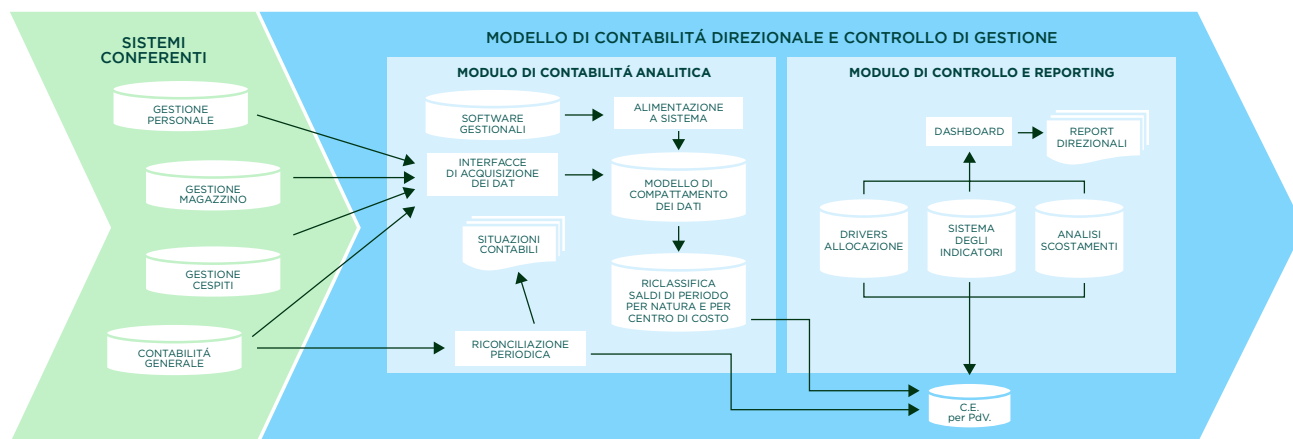 SISTEMI
CONFERENTI
GESTIONE
PERSONALE
GESTIONE
MAGAZZINO
GESTIONE
CESPITI
CONTABILITÁ
GENERALE
MODELLO DI CONTABILITÁ DIREZIONALE E CONTROLLO DI GESTIONE
MODULO DI CONTABILITÁ ANALITICA
SOFTWARE
GESTIONALI
ALIMENTAZIONE
A SISTEMA
INTERFACCE
DI ACQUISIZIONE
DEI DAT
MODELLO DI
COMPATTAMENTO
DEI DATI
SITUAZIONI
CONTABILI
RICLASSIFICA
SALDI DI PERIODO
PER NATURA E PER
CENTRO DI COSTO
RICONCILIAZIONE
PERIODICA
MODULO DI CONTROLLO E REPORTING
DASHBOARD
REPORT
DIREZIONALI
DRIVERS
ALLOCAZIONE
SISTEMA
DEGLI
INDICATORI
ANALISI
SCOSTAMENTI
C.E.
per PdV.